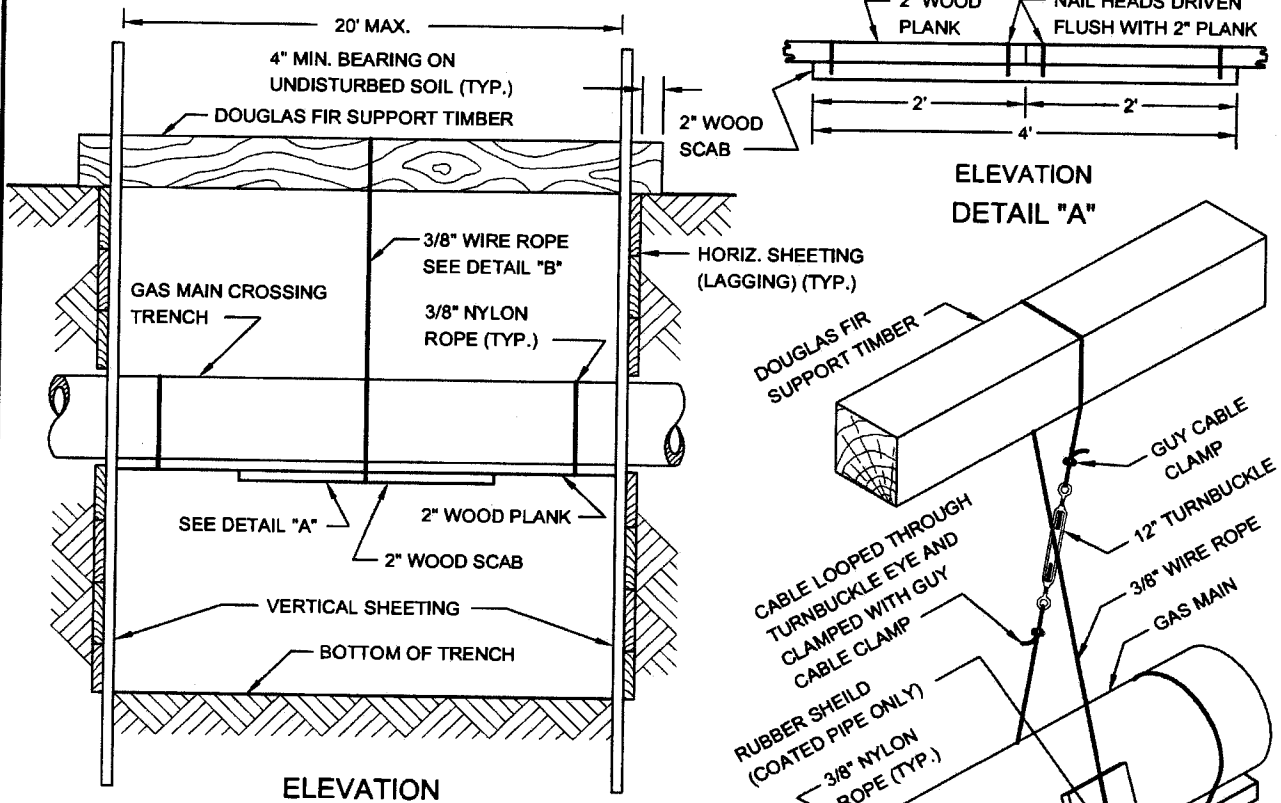 20' MAX.
4" MIN. BEARING ON
UNDISTURBED SOIL (TYP.)
DOUGLAS FIR SUPPORT TIMBER
3/8" WIRE ROPE
SEE DETAIL "B"
HORIZ. SHEETING
(LAGGING) (TYP.)
GAS MAIN CROSSING
TRENCH
3/8" NYLON
ROPE (TYP.)
SEE DETAIL "A"
2" WOOD PLANK
2" WOOD SCAB
VERTICAL SHEETING
BOTTOM OF TRENCH
ELEVATION
2" WOOD
PLANK
NAIL HEADS DRIVEN
FLUSH WITH 2" PLANK
2" WOOD
SCAB
2'
2'
4'
ELEVATION
DETAIL "A"
DOUGLAS FIR
SUPPORT TIMBER
GUY CABLE
CLAMP
12" TURNBUCKLE
3/8" WIRE ROPE
GAS MAIN
CABLE LOOPED THROUGH
TURNBUCKLE EYE AND
CLAMPED WITH GUY
CABLE CLAMP
RUBBER SHEILD
(COATED PIPE ONLY)
3/8" NYLON
ROPE (TYP.)